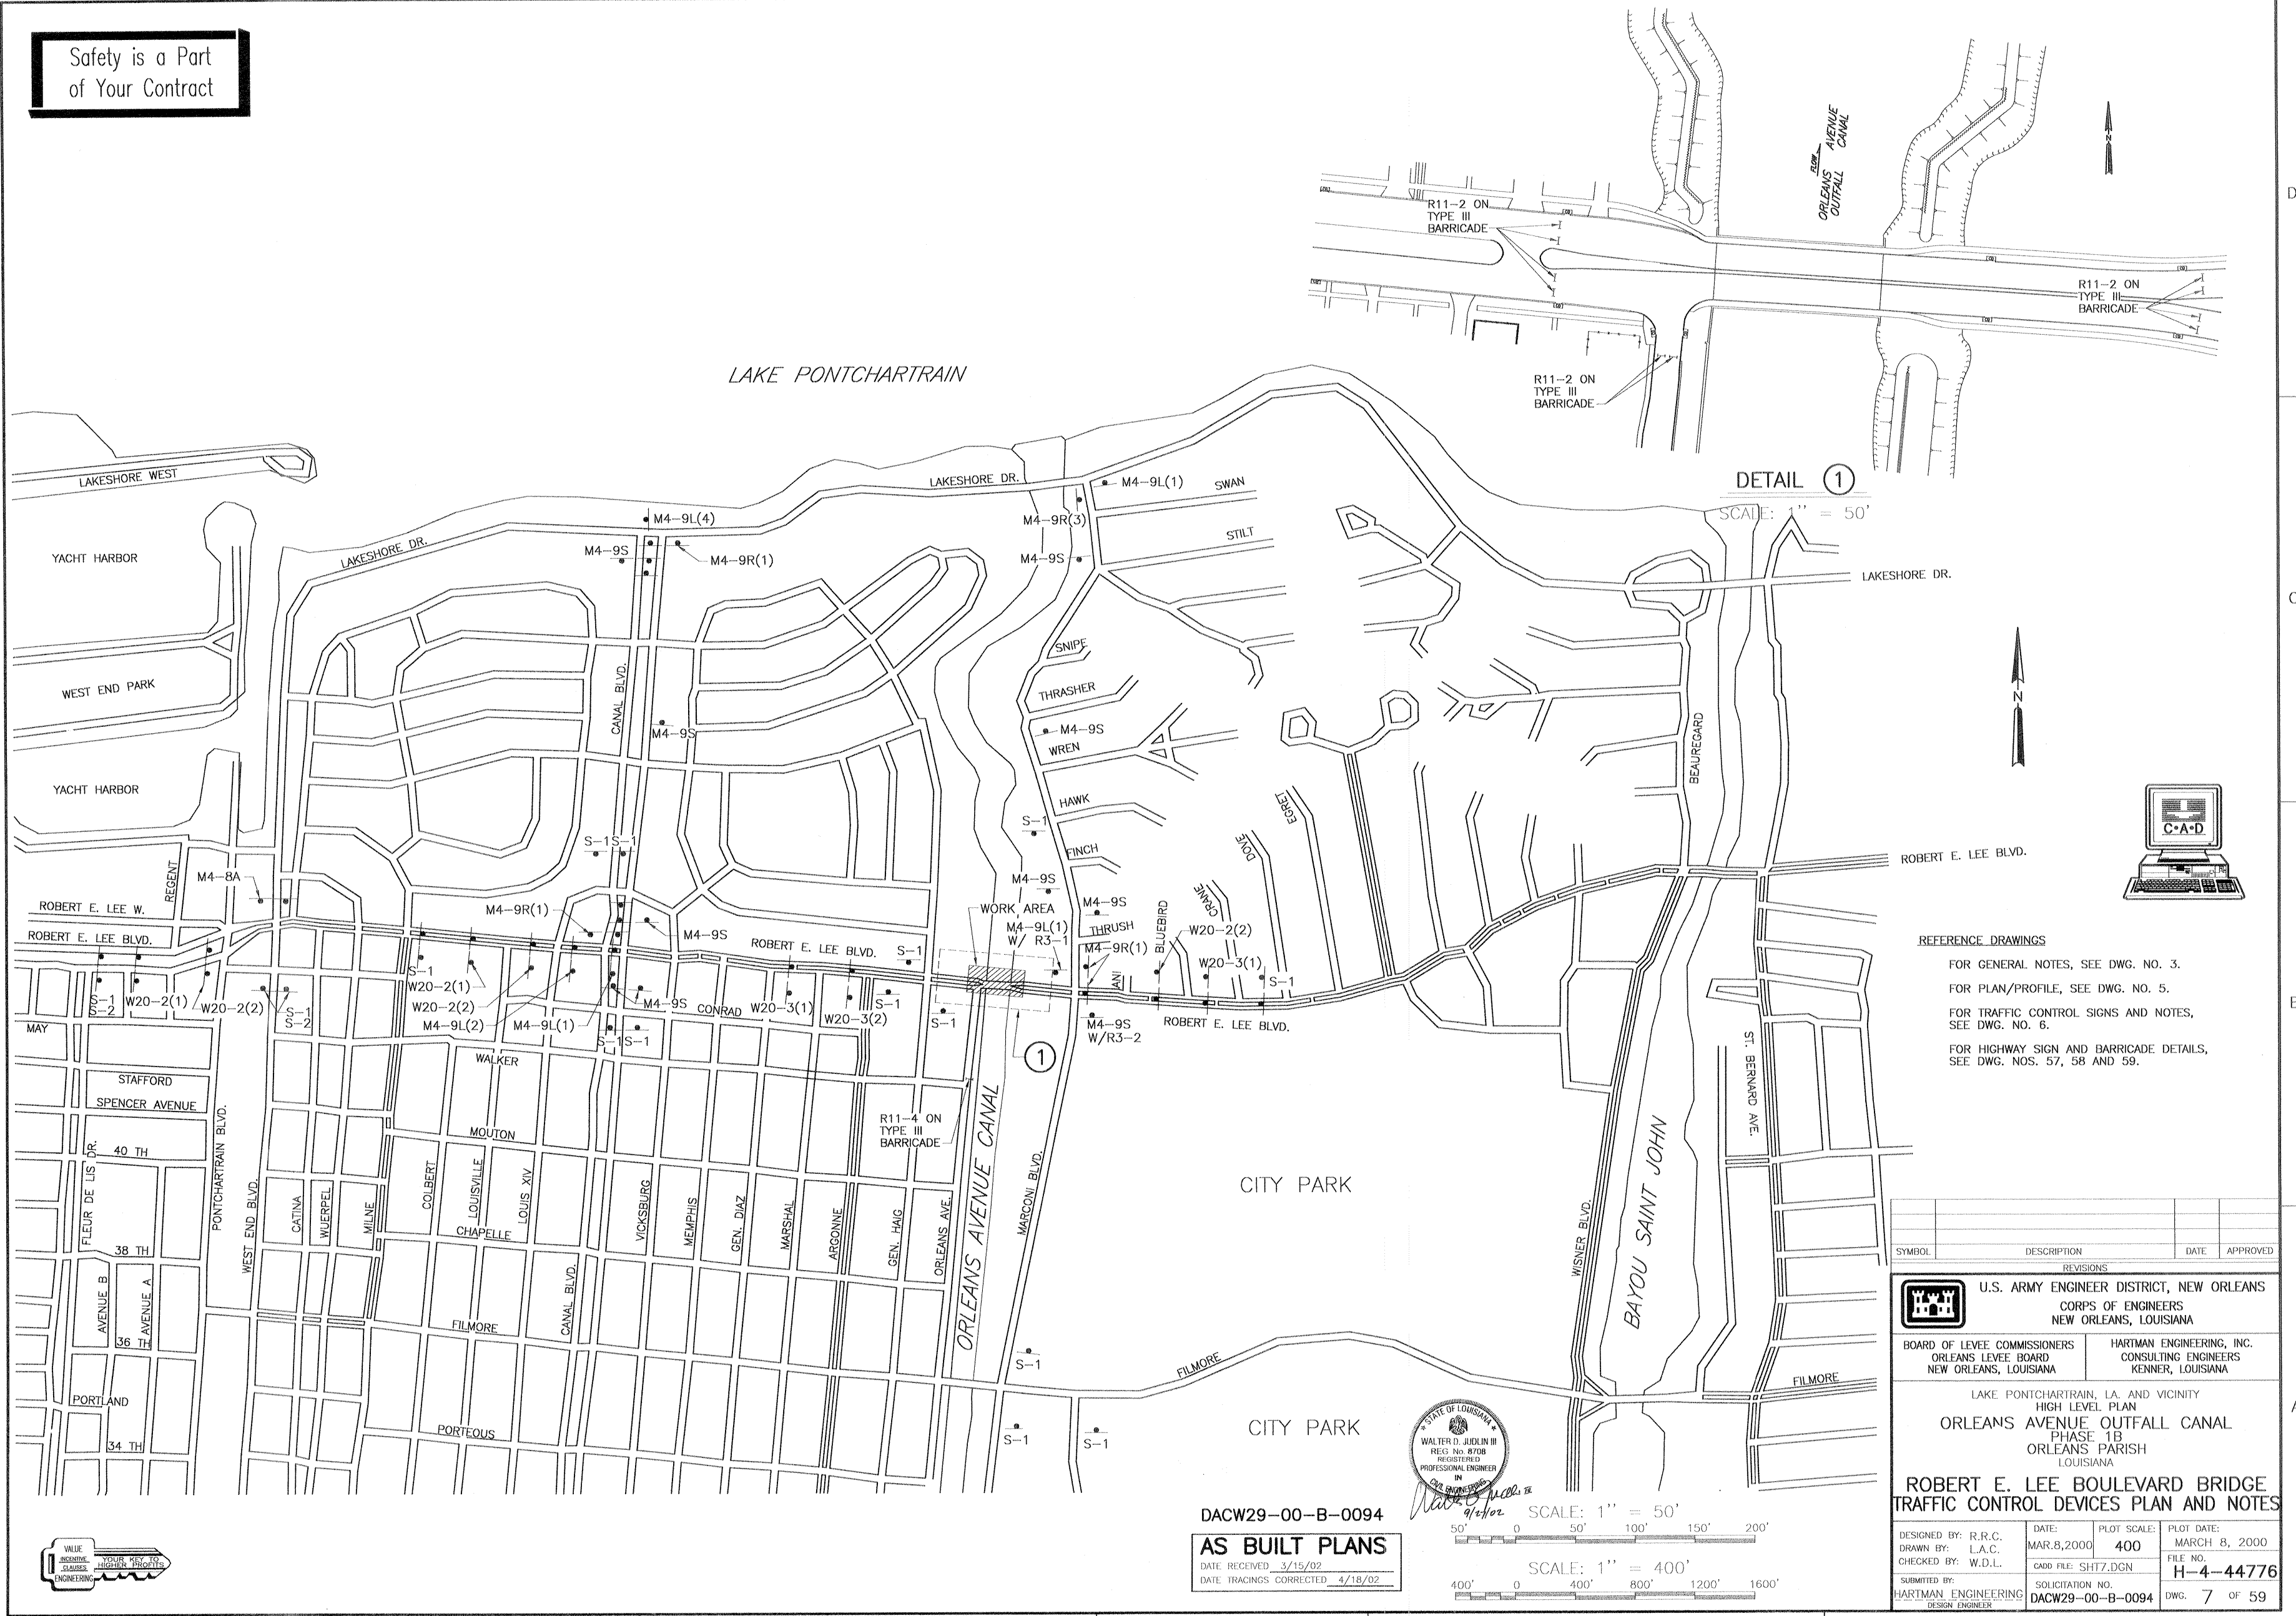 Safety is a Part
of Your Contract
ORLEANS AVENUE
OUTFALL CANAL
FLOW
N
R11-2 ON
TYPE III
BARRICADE
R11-2 ON
TYPE III
BARRICADE
R11-2 ON
TYPE III
BARRICADE
DETAIL 1
SCALE: 1'' = 50'
D
C
B
A
LAKE PONTCHARTRAIN
LAKESHORE WEST
YACHT HARBOR
WEST END PARK
YACHT HARBOR
LAKESHORE DR.
LAKESHORE DR.
LAKESHORE DR.
M4-9L(4)
M4-9S
M4-9R(1)
M4-9L(1)
M4-9R(3)
M4-9S
SWAN
STILT
SNIPE
THRASHER
M4-9S
WREN
HAWK
S-1
FINCH
M4-9S
CANAL BLVD.
M4-9S
S-1
S-1
EGRET
DOVE
CRANE
BLUEBIRD
BEAUREGARD
N
C•A•D
ROBERT E. LEE BLVD.
REGENT
M4-8A
ROBERT E. LEE W.
ROBERT E. LEE BLVD.
M4-9R(1)
M4-9S
ROBERT E. LEE BLVD.
S-1
WORK AREA
M4-9L(1)
W/ R3-1
M4-9S
THRUSH
M4-9R(1)
W20-2(2)
W20-3(1)
S-1
ANI
M4-9S
W/R3-2
ROBERT E. LEE BLVD.
S-1
S-2
W20-2(1)
W20-2(2)
S-1
S-2
S-1
W20-2(1)
W20-2(2)
M4-9L(2)
M4-9L(1)
M4-9S
CONRAD
W20-3(1)
W20-3(2)
S-1
S-1
S-1
S-1
1
MAY
WALKER
STAFFORD
SPENCER AVENUE
MOUTON
40 TH
CHAPELLE
38 TH
36 TH
FILMORE
PORTLAND
34 TH
PORTEOUS
FLEUR DE LIS DR.
AVENUE B
AVENUE A
PONTCHARTRAIN BLVD.
WEST END BLVD.
CATINA
WUERPEL
MILNE
COLBERT
LOUISVILLE
LOUIS XIV
CANAL BLVD.
VICKSBURG
MEMPHIS
GEN. DIAZ
MARSHAL
ARGONNE
GEN. HAIG
ORLEANS AVE.
R11-4 ON
TYPE III
BARRICADE
ORLEANS AVENUE CANAL
MARCONI BLVD.
CITY PARK
CITY PARK
S-1
S-1
S-1
FILMORE
FILMORE
WISNER BLVD.
BAYOU SAINT JOHN
ST. BERNARD AVE.
REFERENCE DRAWINGS
FOR GENERAL NOTES, SEE DWG. NO. 3.
FOR PLAN/PROFILE, SEE DWG. NO. 5.
FOR TRAFFIC CONTROL SIGNS AND NOTES,
SEE DWG. NO. 6.
FOR HIGHWAY SIGN AND BARRICADE DETAILS,
SEE DWG. NOS. 57, 58 AND 59.
SYMBOL DESCRIPTION DATE APPROVED
REVISIONS
U.S. ARMY ENGINEER DISTRICT, NEW ORLEANS
CORPS OF ENGINEERS
NEW ORLEANS, LOUISIANA
BOARD OF LEVEE COMMISSIONERS
ORLEANS LEVEE BOARD
NEW ORLEANS, LOUISIANA
HARTMAN ENGINEERING, INC.
CONSULTING ENGINEERS
KENNER, LOUISIANA
LAKE PONTCHARTRAIN, LA. AND VICINITY
HIGH LEVEL PLAN
ORLEANS AVENUE OUTFALL CANAL
PHASE 1B
ORLEANS PARISH
LOUISIANA
ROBERT E. LEE BOULEVARD BRIDGE
TRAFFIC CONTROL DEVICES PLAN AND NOTES
DESIGNED BY: R.R.C.
DRAWN BY: L.A.C.
CHECKED BY: W.D.L.
SUBMITTED BY:
HARTMAN ENGINEERING
DESIGN ENGINEER
DATE:
MAR.8,2000
PLOT SCALE:
400
PLOT DATE:
MARCH 8, 2000
CADD FILE: SHT7.DGN
FILE NO.
H-4-44776
SOLICITATION NO.
DACW29-00-B-0094
DWG. 7 OF 59
STATE OF LOUISIANA
WALTER D. JUDLIN III
REG No. 8708
REGISTERED
PROFESSIONAL ENGINEER
IN
CIVIL ENGINEERING
9/27/02
SCALE: 1'' = 50'
50' 0 50' 100' 150' 200'
SCALE: 1'' = 400'
400' 0 400' 800' 1200' 1600'
DACW29-00-B-0094
AS BUILT PLANS
DATE RECEIVED 3/15/02
DATE TRACINGS CORRECTED 4/18/02
VALUE
INCENTIVE
CLAUSES
ENGINEERING
YOUR KEY TO
HIGHER PROFITS